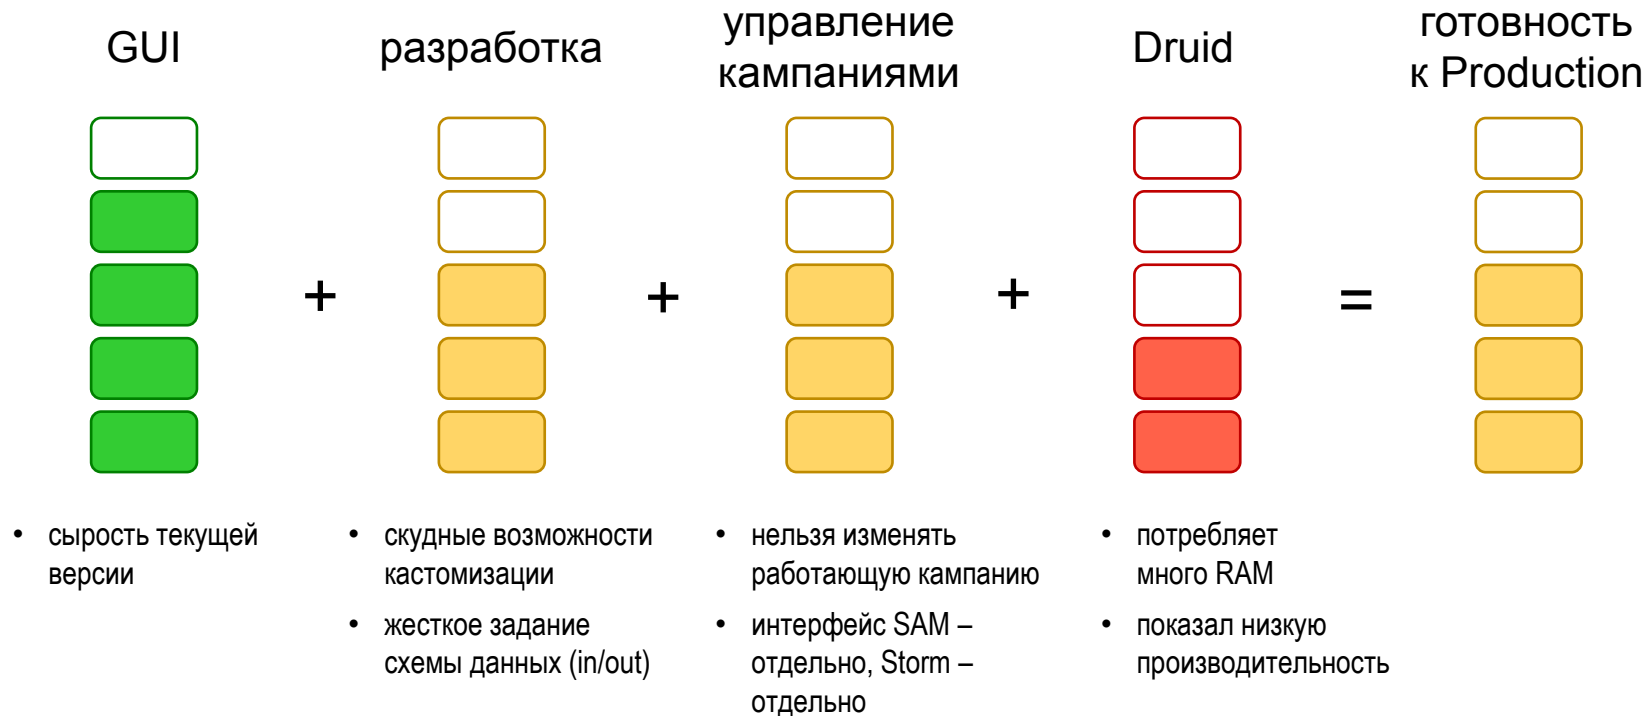 GUI
разработка
управление
кампаниями
Druid
готовность
к Production
+
+
+
=
• сырость текущей
версии
• скудные возможности
кастомизации
• жесткое задание
схемы данных (in/out)
• нельзя изменять
работающую кампанию
• интерфейс SAM –
отдельно, Storm –
отдельно
• потребляет
много RAM
• показал низкую
производительность